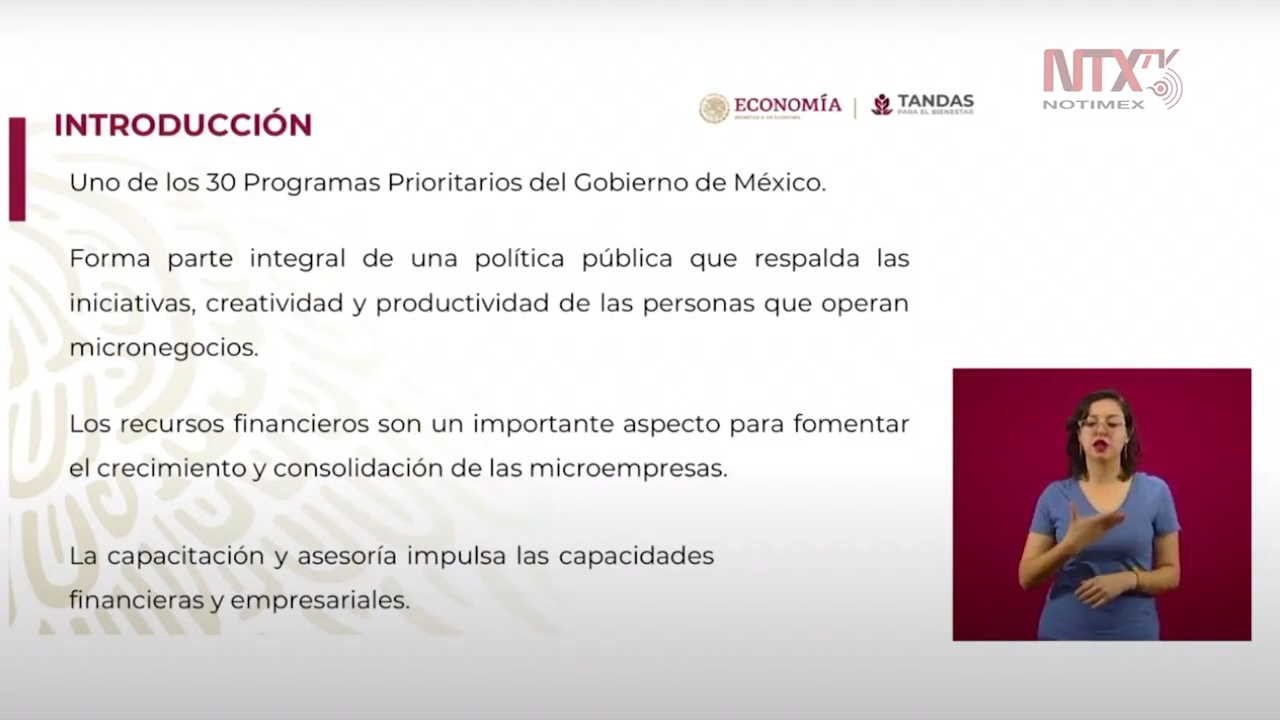 NTX
NOTIMEX
ECONOMÍA
SECRETARÍA DE ECONOMÍA
TANDAS
PARA EL BIENESTAR
INTRODUCCIÓN
Uno de los 30 Programas Prioritarios del Gobierno de México.
Forma parte integral de una política pública que respalda las
iniciativas, creatividad y productividad de las personas que operan
micronegocios.
Los recursos financieros son un importante aspecto para fomentar
el crecimiento y consolidación de las microempresas.
La capacitación y asesoría impulsa las capacidades
financieras y empresariales.